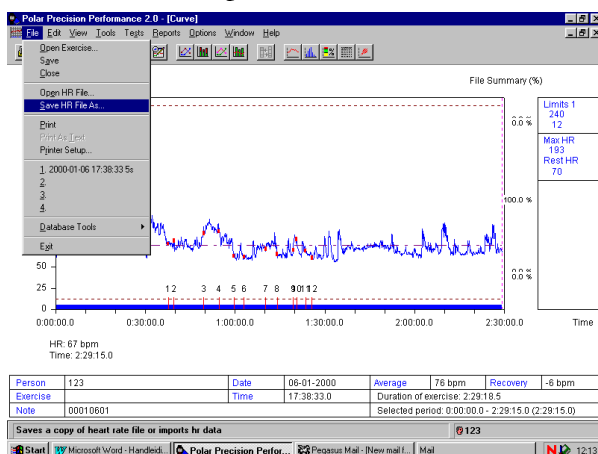 Polar Precision Performance 2.0 - [Curve]
File Edit View Tools Tests Reports Options Window Help
Open Exercise...
Save
Close
Open HR File...
Save HR File As...
Print
Print As Text
Printer Setup...
1. 2000-01-06 17:38:33 5s
2.
3.
4.
Database Tools
Exit
File Summary (%)
Limits 1
240
12
0.0 %
Max HR
193
Rest HR
70
100.0 %
0.0 %
50
25
0
1 2 3 4 5 6 7 8 9 10 11 12
0:00:00.0 0:30:00.0 1:00:00.0 1:30:00.0 2:00:00.0 2:30:00.0 Time
HR: 67 bpm
Time: 2:29:15.0
Person 123 Date 06-01-2000 Average 76 bpm Recovery -6 bpm
Exercise Time 17:38:33.0 Duration of exercise: 2:29:18.5
Note 00010601 Selected period: 0:00:00.0 - 2:29:15.0 (2:29:15.0)
Saves a copy of heart rate file or imports hr data 123
Start Microsoft Word - Handleidi... Polar Precision Perfor... Pegasus Mail - [New mail f... Mail 12:13